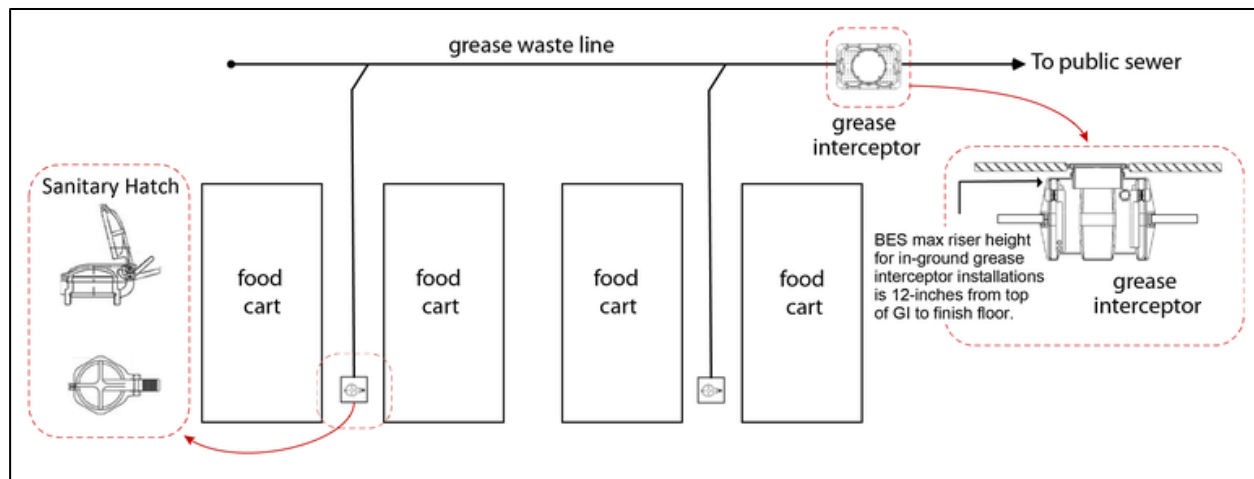 grease waste line
To public sewer
grease
interceptor
Sanitary Hatch
food
cart
food
cart
food
cart
food
cart
BES max riser height
for in-ground grease
interceptor installations
is 12-inches from top
of GI to finish floor.
grease
interceptor